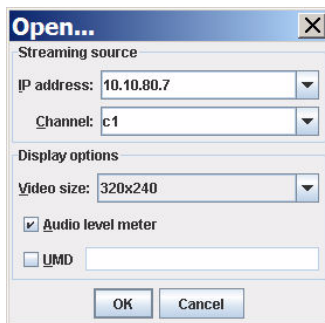 Open...
Streaming source
IP address: 10.10.80.7
Channel: c1
Display options
Video size: 320x240
Audio level meter
UMD
OK Cancel